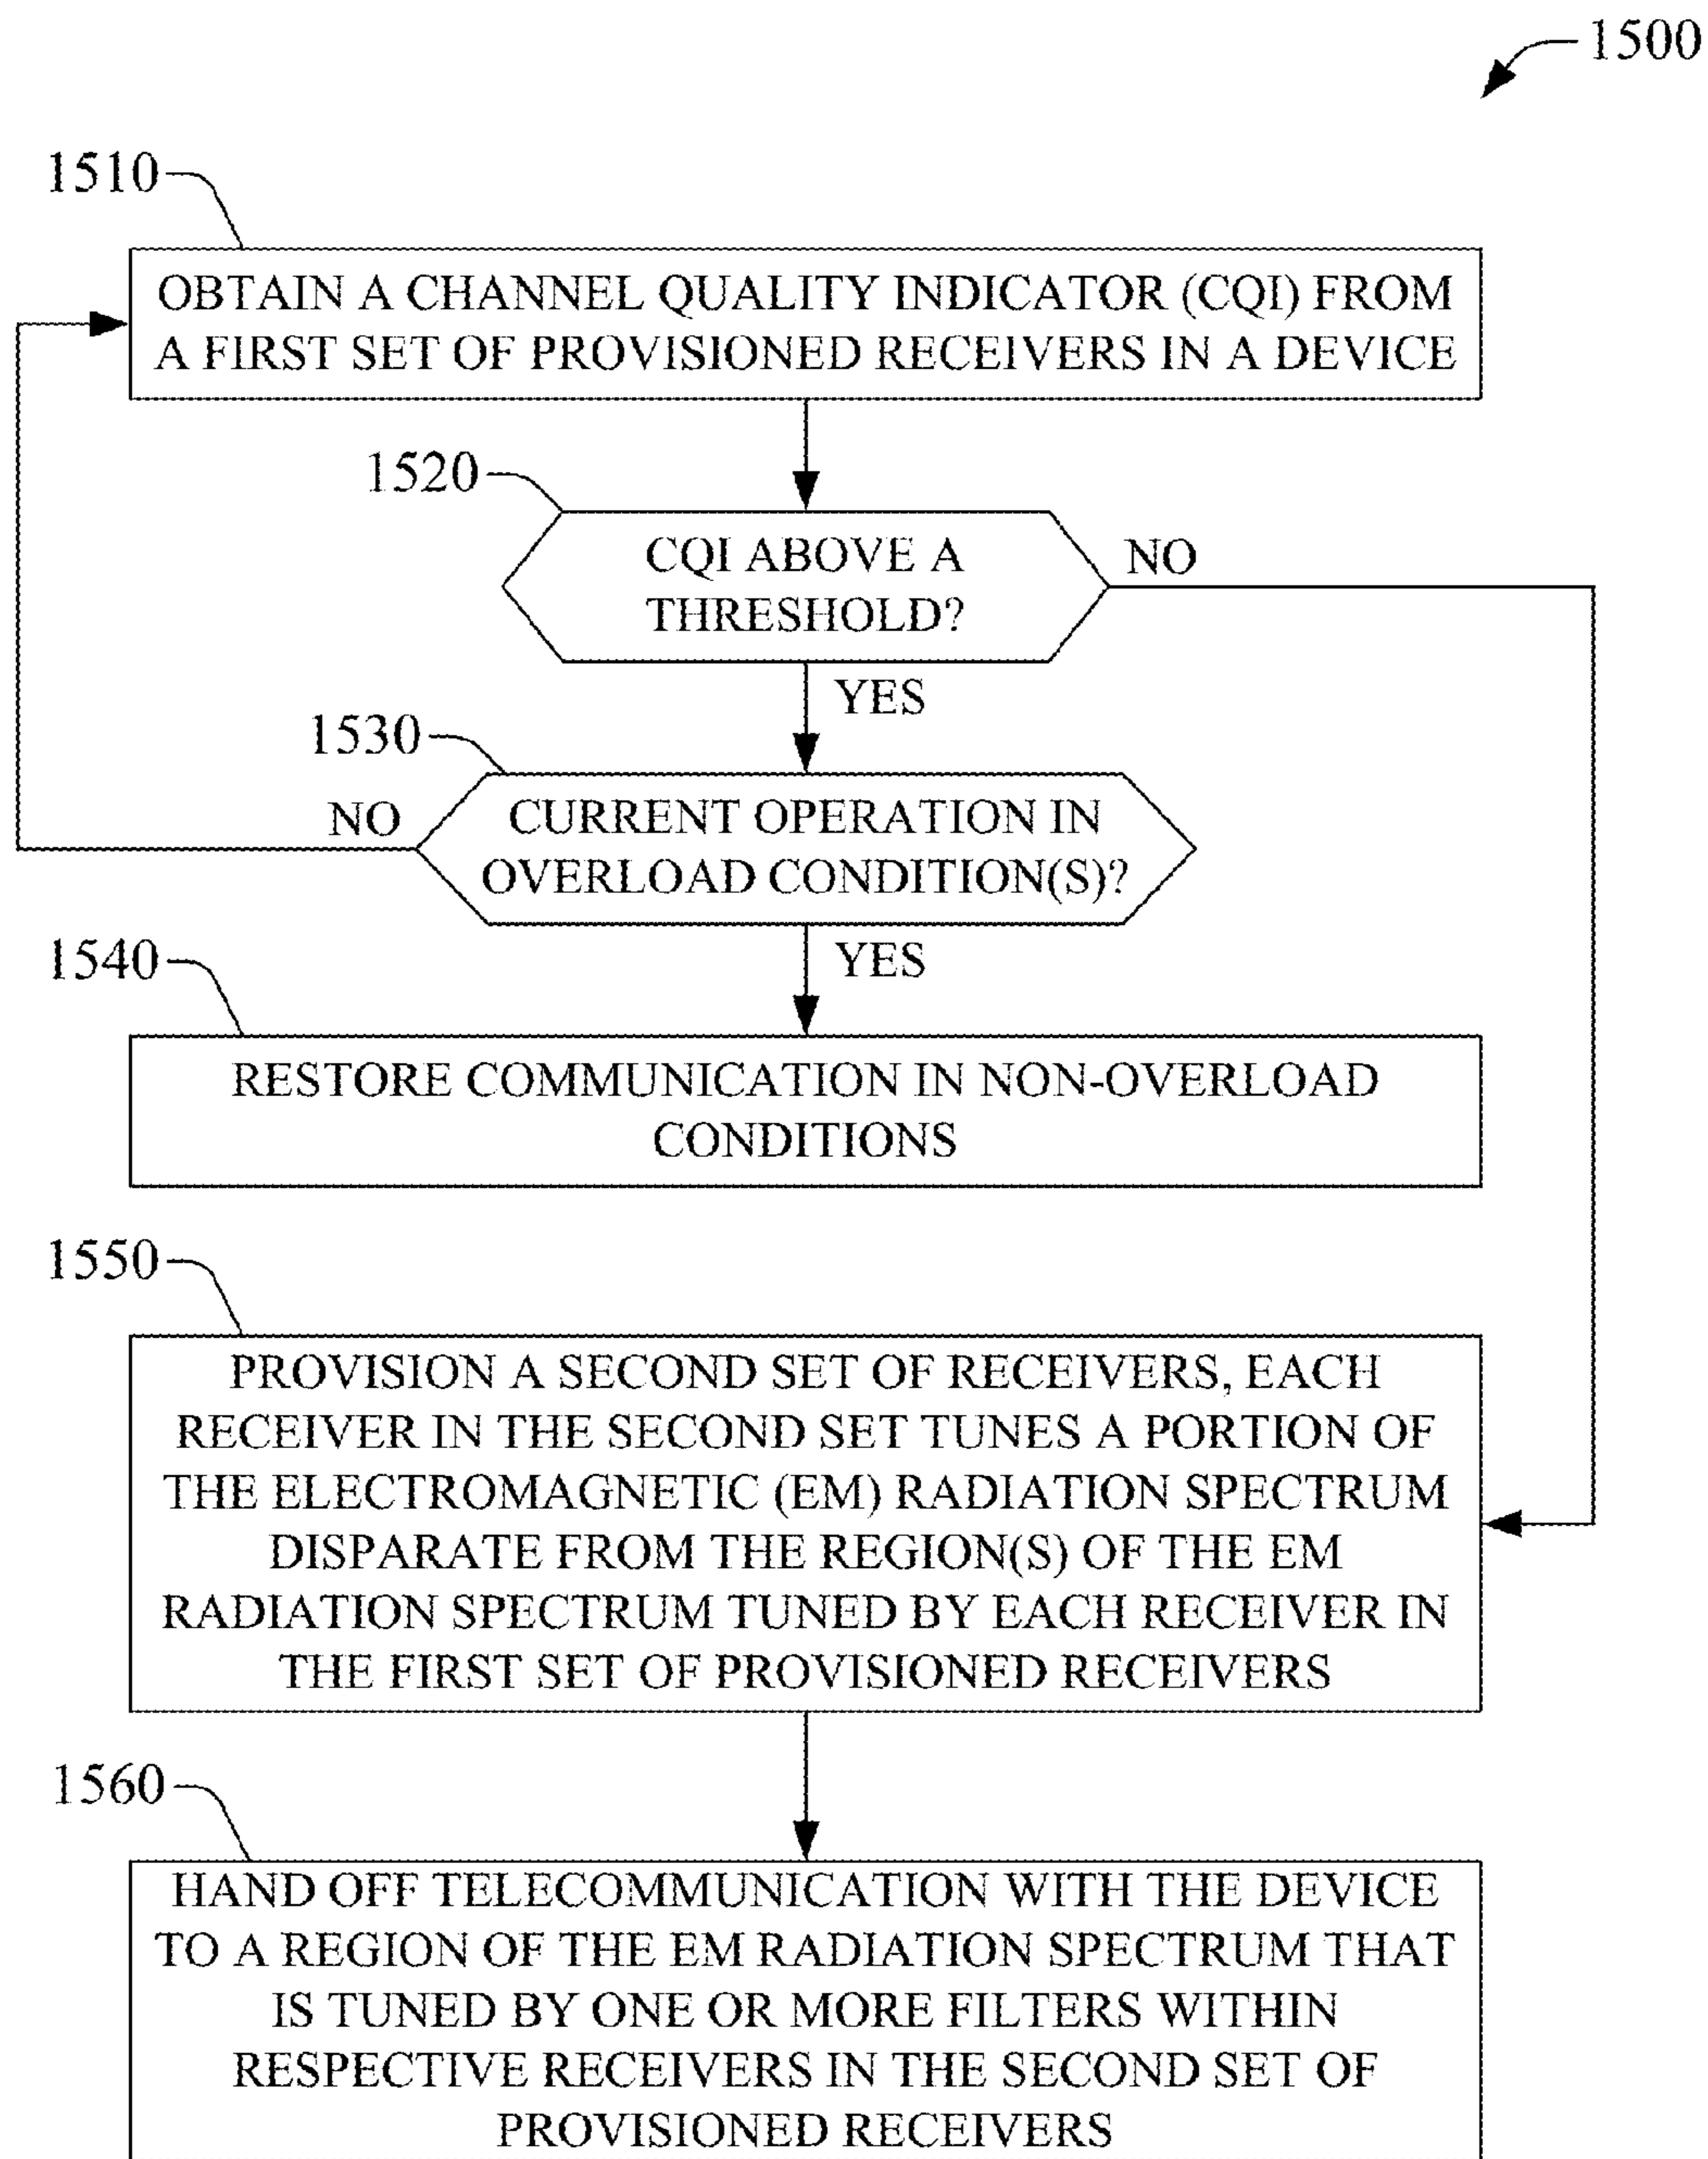 1500
1510
OBTAIN A CHANNEL QUALITY INDICATOR (CQI) FROM
A FIRST SET OF PROVISIONED RECEIVERS IN A DEVICE
1520
CQI ABOVE A
THRESHOLD?
NO
YES
1530
NO
CURRENT OPERATION IN
OVERLOAD CONDITION(S)?
YES
1540
RESTORE COMMUNICATION IN NON-OVERLOAD
CONDITIONS
1550
PROVISION A SECOND SET OF RECEIVERS, EACH
RECEIVER IN THE SECOND SET TUNES A PORTION OF
THE ELECTROMAGNETIC (EM) RADIATION SPECTRUM
DISPARATE FROM THE REGION(S) OF THE EM
RADIATION SPECTRUM TUNED BY EACH RECEIVER IN
THE FIRST SET OF PROVISIONED RECEIVERS
1560
HAND OFF TELECOMMUNICATION WITH THE DEVICE
TO A REGION OF THE EM RADIATION SPECTRUM THAT
IS TUNED BY ONE OR MORE FILTERS WITHIN
RESPECTIVE RECEIVERS IN THE SECOND SET OF
PROVISIONED RECEIVERS